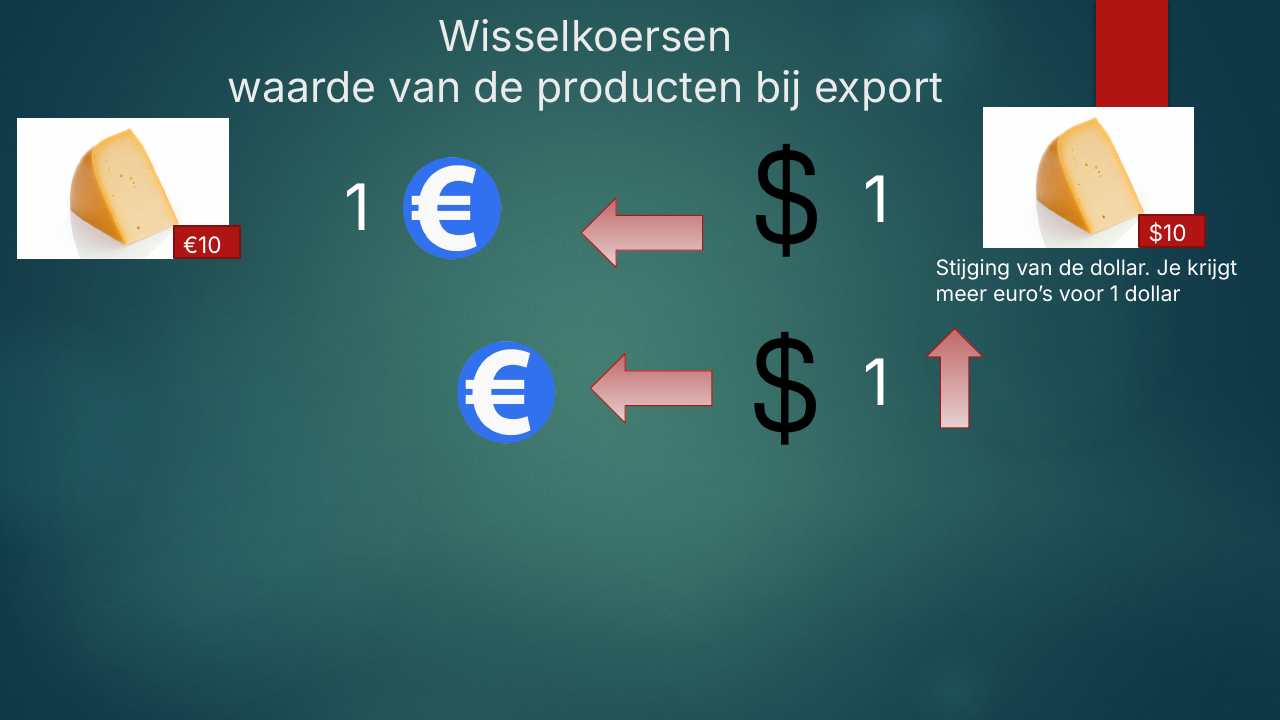 Wisselkoersen
waarde van de producten bij export
€10
1 €
$ 1
$10
Stijging van de dollar. Je krijgt
meer euro’s voor 1 dollar
€
$ 1